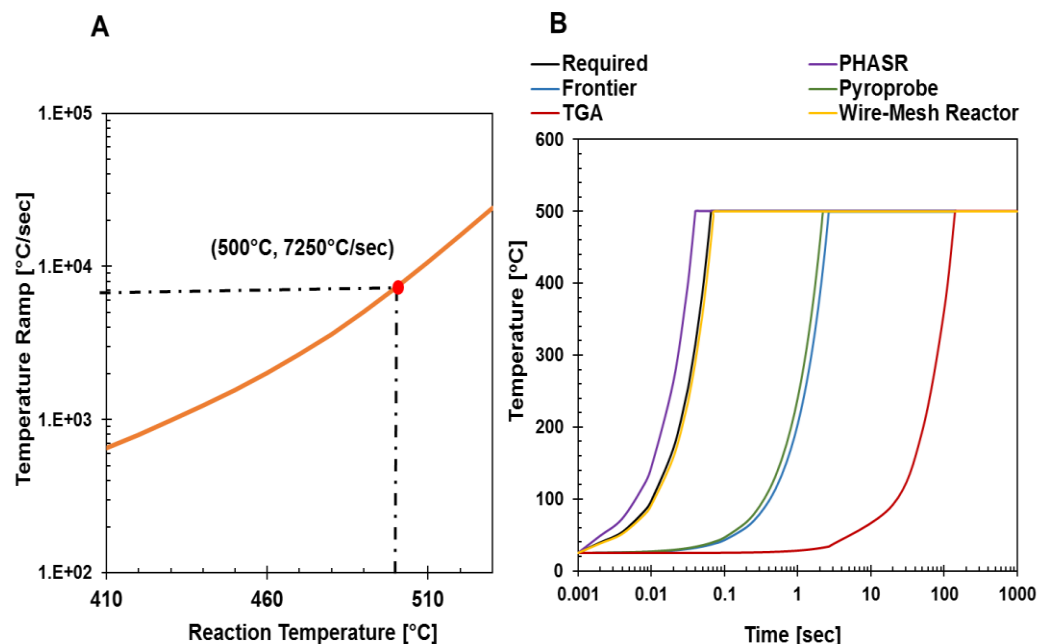 A
Temperature Ramp [°C/sec]
1.E+05
1.E+04
1.E+03
1.E+02
(500°C, 7250°C/sec)
410
460
510
Reaction Temperature [°C]
B
Required
PHASR
Frontier
Pyroprobe
TGA
Wire-Mesh Reactor
Temperature [ºC]
600
500
400
300
200
100
0
0.001
0.01
0.1
1
10
100
1000
Time [sec]